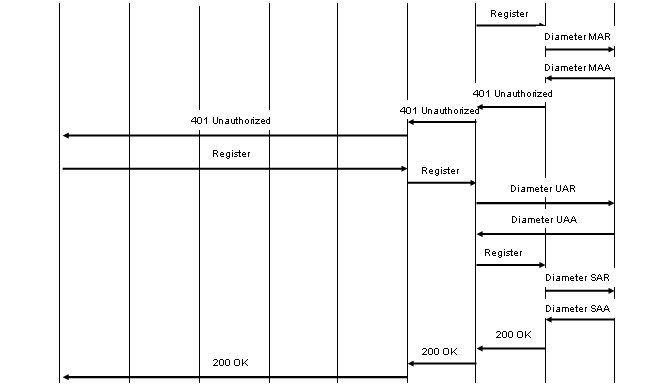 Register
Diameter MAR
Diameter MAA
401 Unauthorized
401 Unauthorized
401 Unauthorized
Register
Register
Diameter UAR
Diameter UAA
Register
Diameter SAR
Diameter SAA
200 OK
200 OK
200 OK